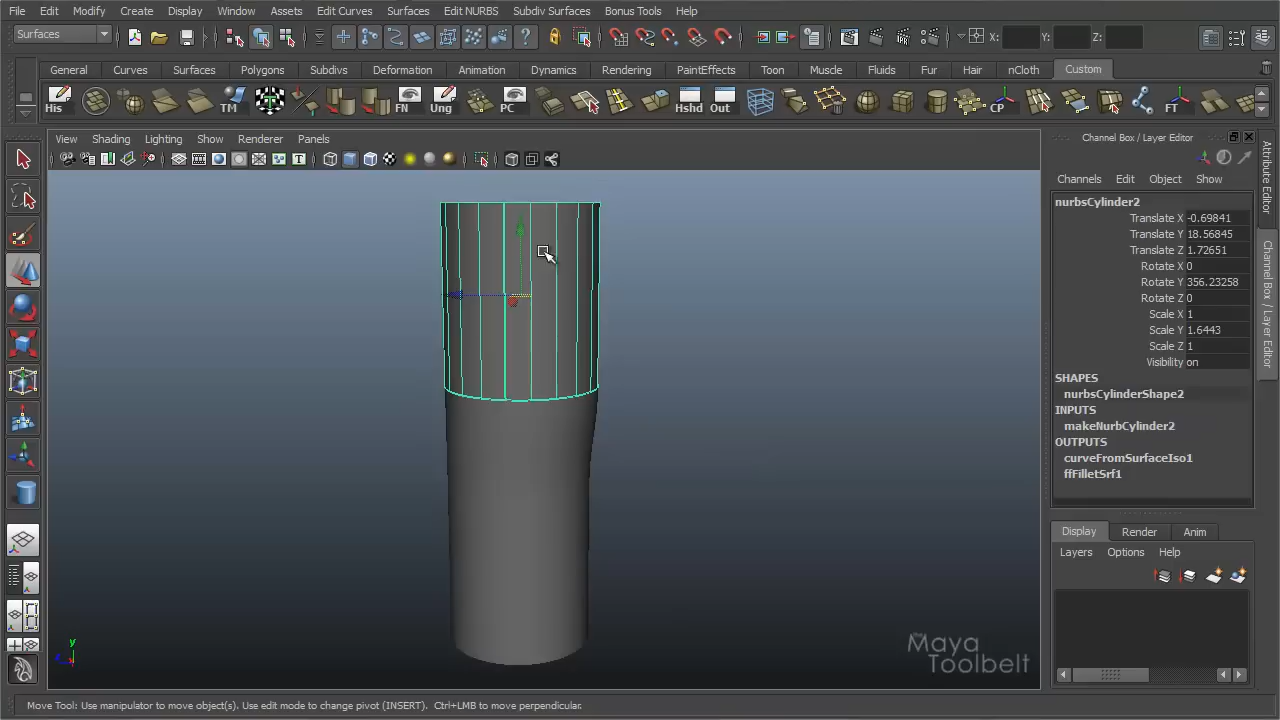 File Edit Modify Create Display Window Assets Edit Curves Surfaces Edit NURBS Subdiv Surfaces Bonus Tools Help
Surfaces X: Y: Z:
General Curves Surfaces Polygons Subdivs Deformation Animation Dynamics Rendering PaintEffects Toon Muscle Fluids Fur Hair nCloth Custom
His TM FN Ung PC Hshd Out CP FT
View Shading Lighting Show Renderer Panels
Channel Box / Layer Editor
Channels Edit Object Show
nurbsCylinder2
Translate X -0.69841
Translate Y 18.56845
Translate Z 1.72651
Rotate X 0
Rotate Y 356.23258
Rotate Z 0
Scale X 1
Scale Y 1.6443
Scale Z 1
Visibility on
SHAPES
nurbsCylinderShape2
INPUTS
makeNurbCylinder2
OUTPUTS
curveFromSurfaceIso1
ffFilletSrf1
Display Render Anim
Layers Options Help
Attribute Editor
Channel Box / Layer Editor
y
z x
the Maya
Toolbelt
Move Tool: Use manipulator to move object(s). Use edit mode to change pivot (INSERT). Ctrl+LMB to move perpendicular.